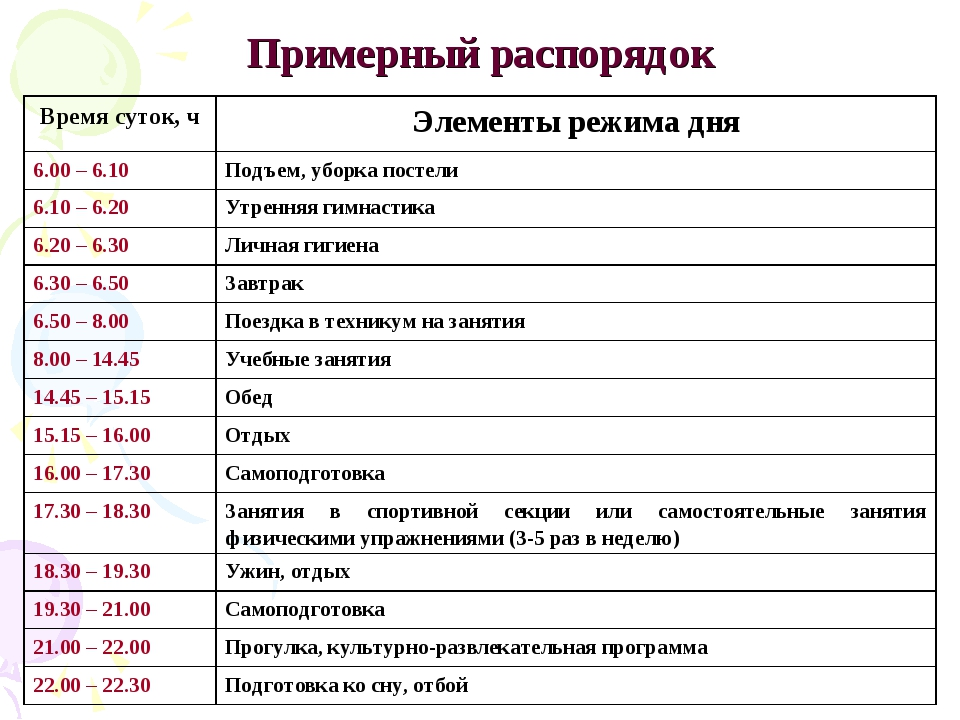 Примерный распорядок
Время суток, ч Элементы режима дня
6.00 – 6.10 Подъем, уборка постели
6.10 – 6.20 Утренняя гимнастика
6.20 – 6.30 Личная гигиена
6.30 – 6.50 Завтрак
6.50 – 8.00 Поездка в техникум на занятия
8.00 – 14.45 Учебные занятия
14.45 – 15.15 Обед
15.15 – 16.00 Отдых
16.00 – 17.30 Самоподготовка
17.30 – 18.30 Занятия в спортивной секции или самостоятельные занятия
физическими упражнениями (3-5 раз в неделю)
18.30 – 19.30 Ужин, отдых
19.30 – 21.00 Самоподготовка
21.00 – 22.00 Прогулка, культурно-развлекательная программа
22.00 – 22.30 Подготовка ко сну, отбой